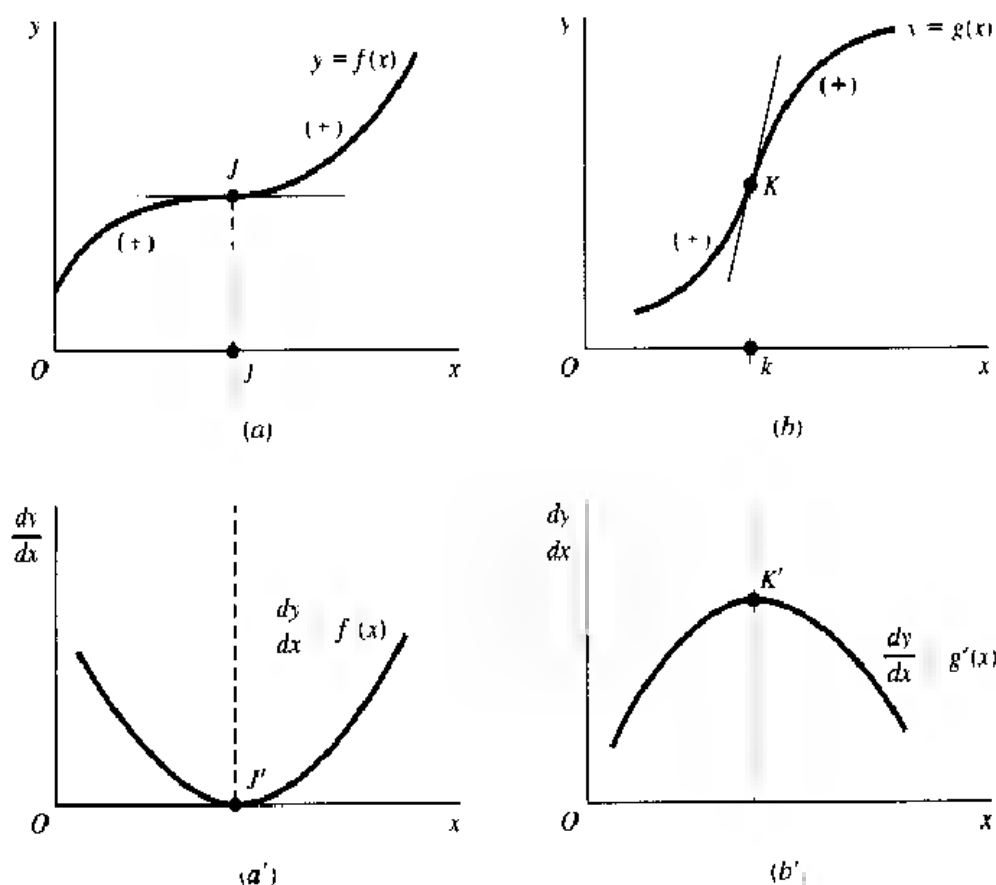 y
y = f(x)
(+)
J
(+)
O
j
x
(a)
y
y = g(x)
(+)
K
(+)
O
k
x
(b)
dy
dx
dy
dx
f (x)
J′
O
x
(a′)
dy
dx
K′
dy
dx
g′(x)
O
x
(b′